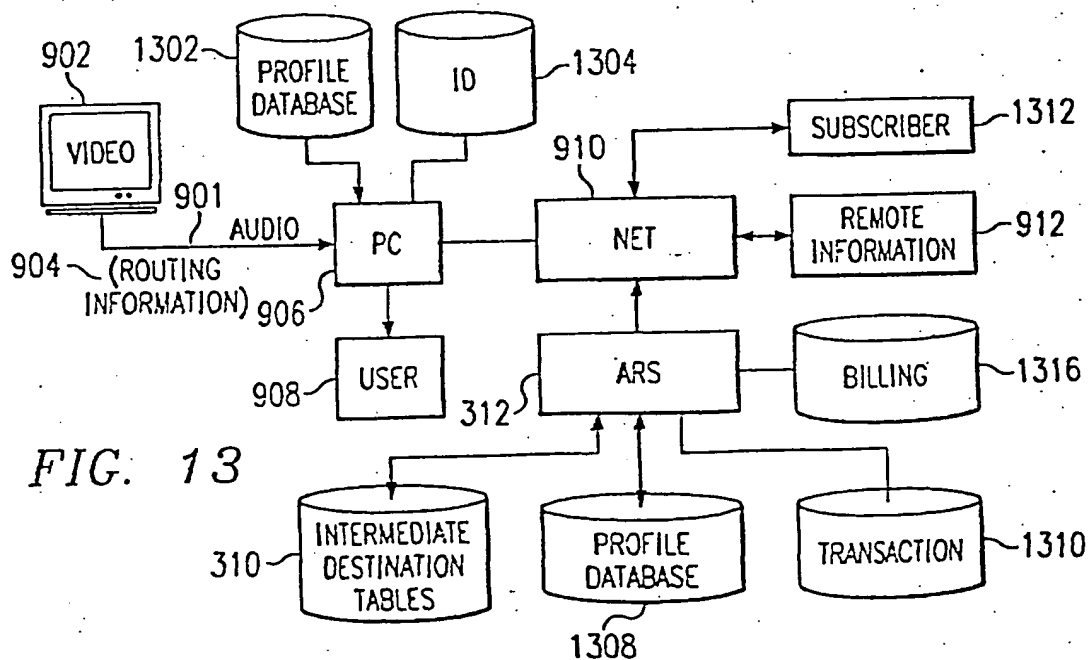 902
1302
PROFILE
DATABASE
ID
1304
VIDEO
910
SUBSCRIBER
1312
901
AUDIO
PC
NET
REMOTE
INFORMATION
912
904
(ROUTING
INFORMATION)
906
USER
908
ARS
312
BILLING
1316
FIG. 13
INTERMEDIATE
DESTINATION
TABLES
310
PROFILE
DATABASE
1308
TRANSACTION
1310